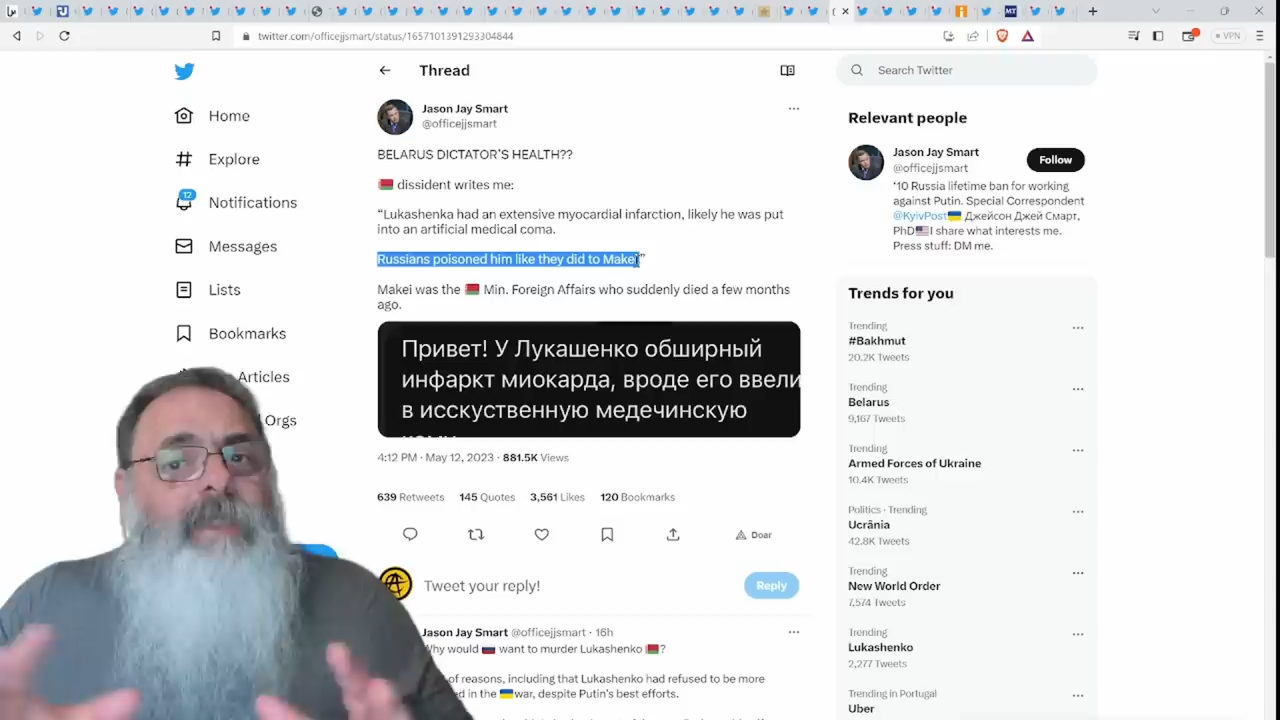 twitter.com/officejjsmart/status/1657101391293304844
VPN
Home
Explore
12
Notifications
Messages
Lists
Bookmarks
Articles
Orgs
Thread
Jason Jay Smart
@officejjsmart
BELARUS DICTATOR'S HEALTH??
dissident writes me:
“Lukashenka had an extensive myocardial infarction, likely he was put
into an artificial medical coma.
Russians poisoned him like they did to Makei”
Makei was the Min. Foreign Affairs who suddenly died a few months
ago.
Привет! У Лукашенко обширный
инфаркт миокарда, вроде его ввели
в исскуственную медечинскую
4:12 PM · May 12, 2023 · 881.5K Views
639 Retweets 145 Quotes 3,561 Likes 120 Bookmarks
Doar
Tweet your reply!
Reply
Jason Jay Smart @officejjsmart · 16h
Why would want to murder Lukashenko ?
of reasons, including that Lukashenko had refused to be more
in the war, despite Putin's best efforts.
Search Twitter
Relevant people
Jason Jay Smart
@officejjsmart
Follow
'10 Russia lifetime ban for working
against Putin. Special Correspondent
@KyivPost Джейсон Джей Смарт,
PhD I share what interests me.
Press stuff: DM me.
Trends for you
Trending
#Bakhmut
20.2K Tweets
Trending
Belarus
9,167 Tweets
Trending
Armed Forces of Ukraine
10.4K Tweets
Politics · Trending
Ucrânia
42.8K Tweets
Trending
New World Order
7,574 Tweets
Trending
Lukashenko
2,277 Tweets
Trending in Portugal
Uber